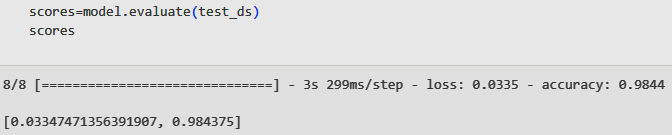 scores=model.evaluate(test_ds)
scores
8/8 [==============================] - 3s 299ms/step - loss: 0.0335 - accuracy: 0.9844
[0.03347471356391907, 0.984375]